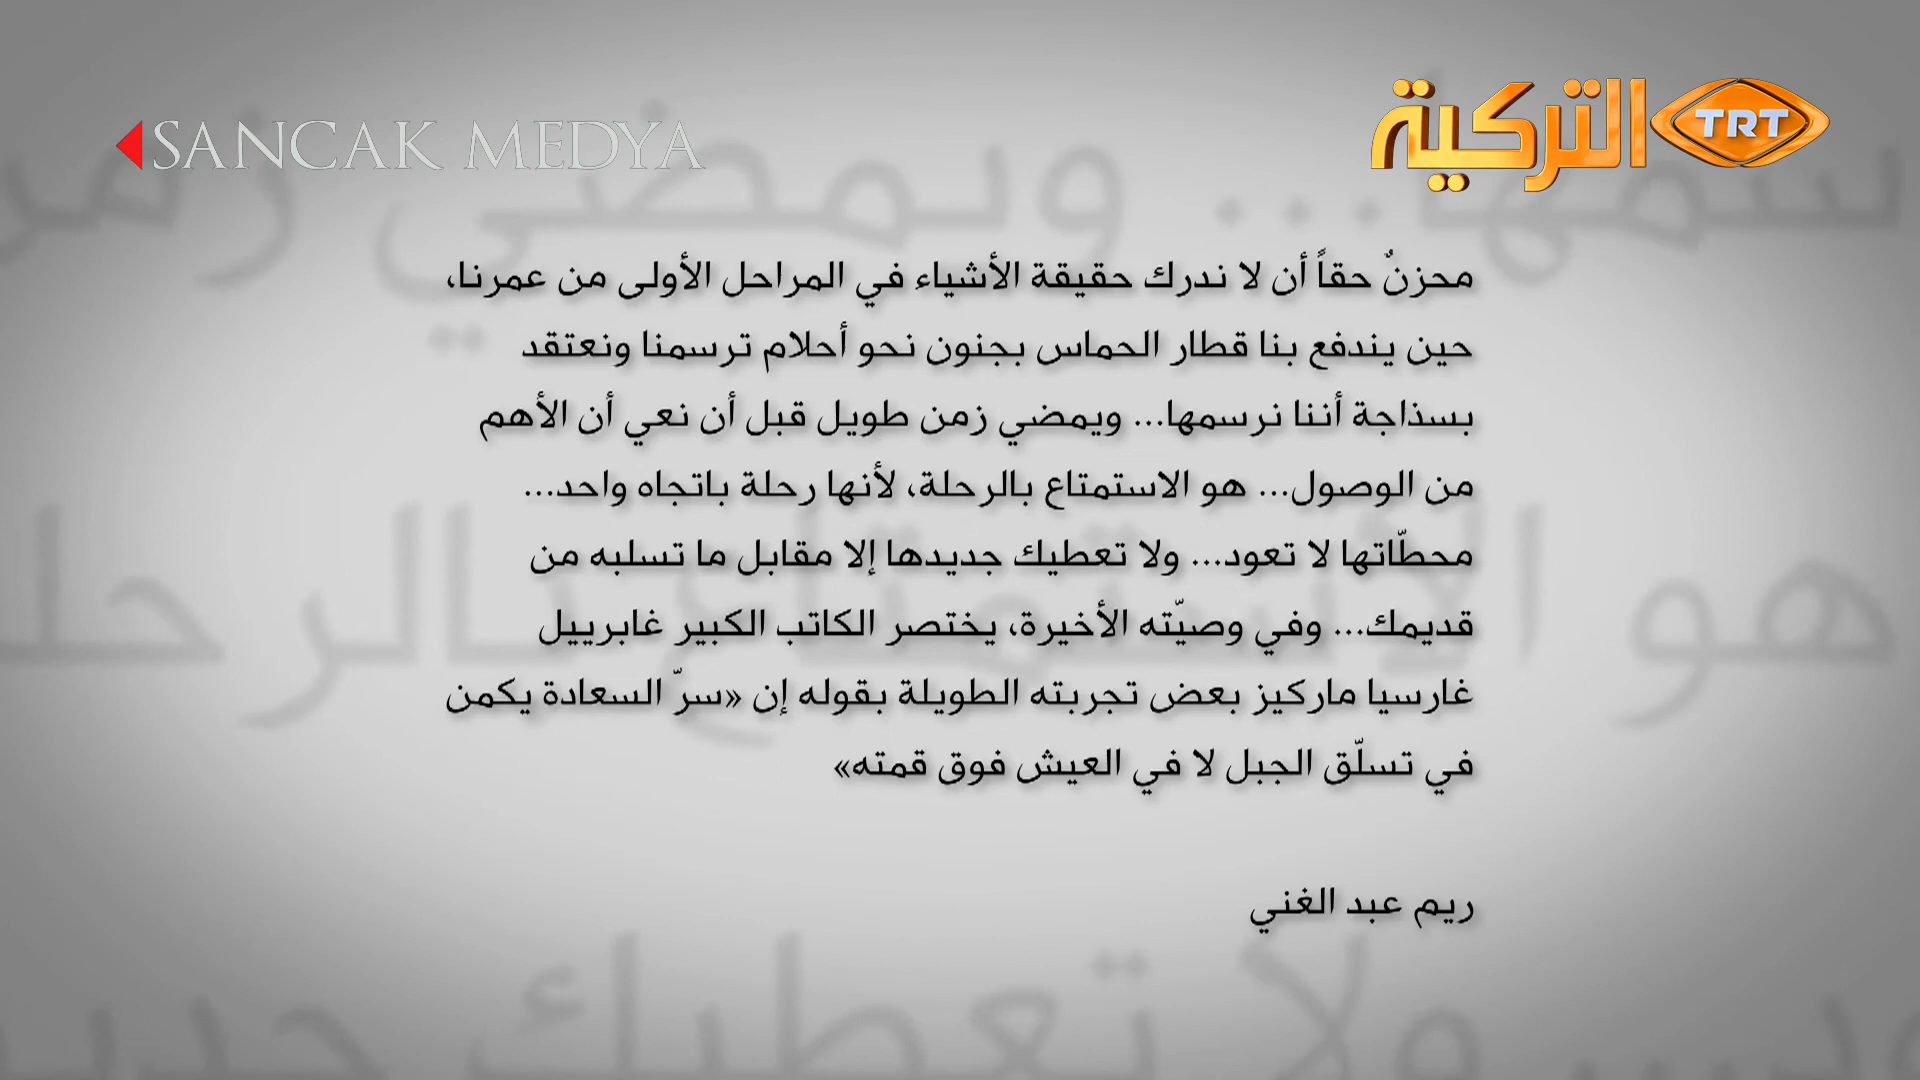 SANCAK MEDYA
التركية TRT
محزنٌ حقاً أن لا ندرك حقيقة الأشياء في المراحل الأولى من عمرنا،
حين يندفع بنا قطار الحماس بجنون نحو أحلام ترسمنا ونعتقد
بسذاجة أننا نرسمها... ويمضي زمن طويل قبل أن نعي أن الأهم
من الوصول... هو الاستمتاع بالرحلة، لأنها رحلة باتجاه واحد...
محطّاتها لا تعود... ولا تعطيك جديدها إلا مقابل ما تسلبه من
قديمك... وفي وصيّته الأخيرة، يختصر الكاتب الكبير غابرييل
غارسيا ماركيز بعض تجربته الطويلة بقوله إن «سرّ السعادة يكمن
في تسلّق الجبل لا في العيش فوق قمته»
ريم عبد الغني